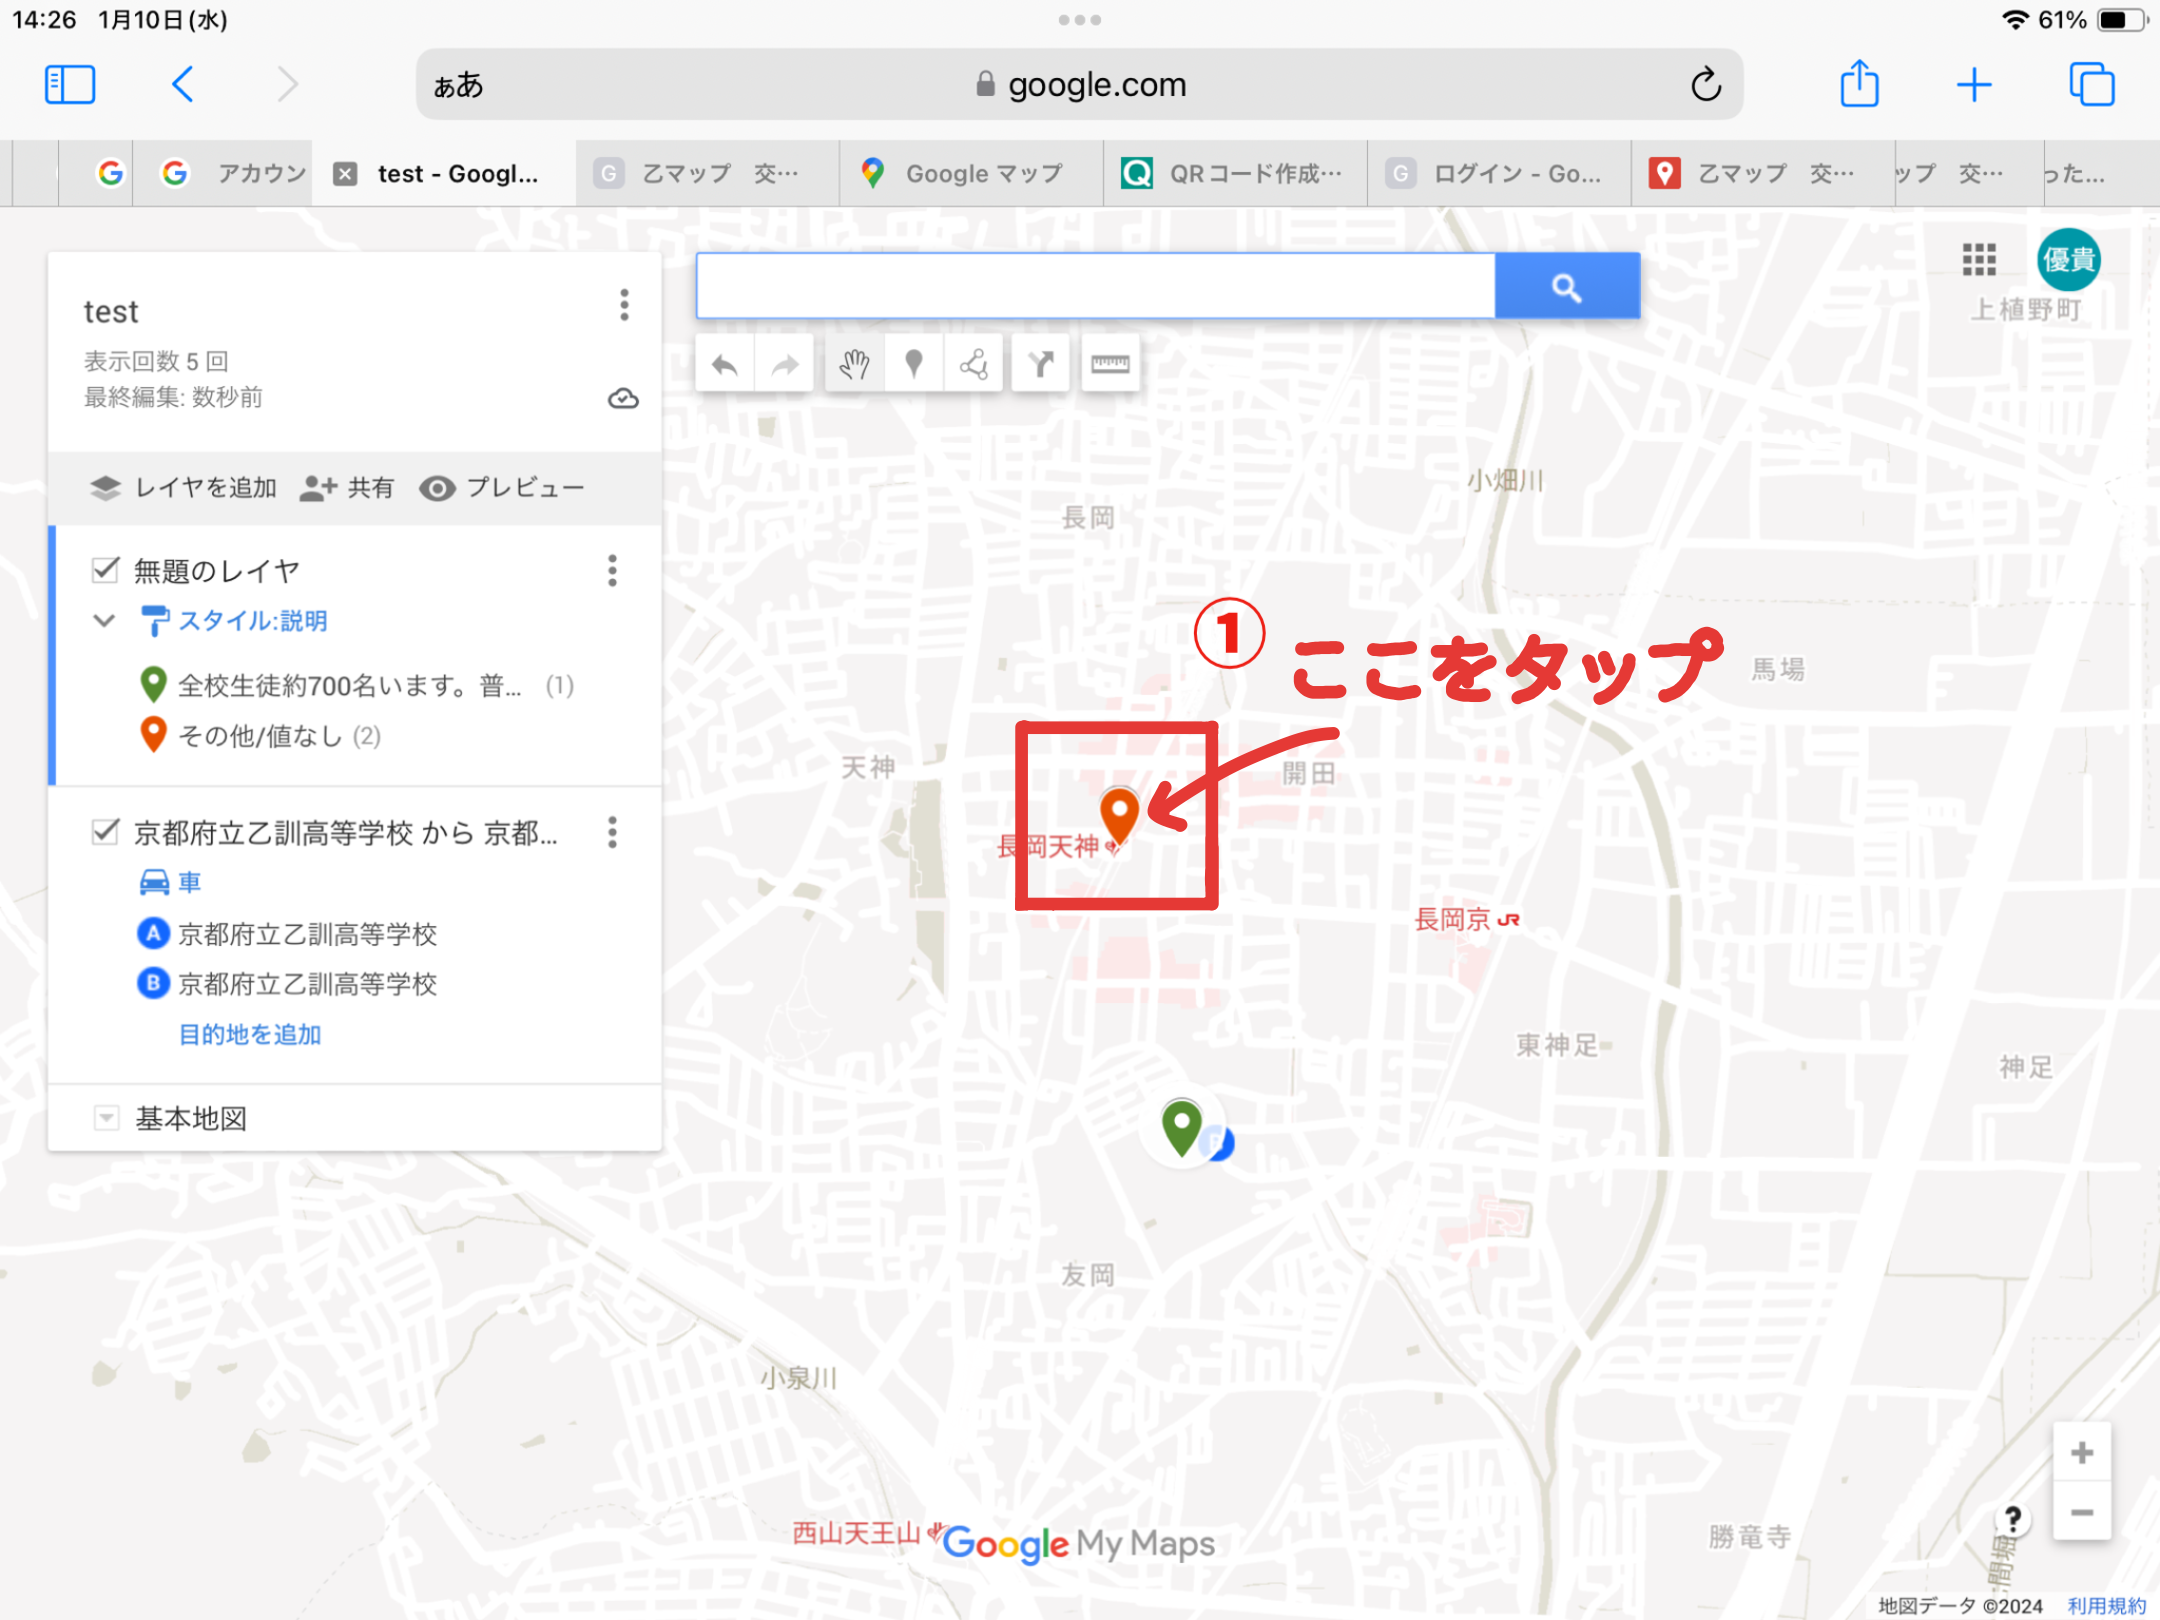 14:26 1月10日(水)
61%
ぁあ
google.com
アカウン
test - Googl...
乙マップ 交…
Google マップ
QRコード作成…
ログイン - Go...
乙マップ 交…
ップ 交…
った...
test
表示回数 5 回
最終編集: 数秒前
レイヤを追加
共有
プレビュー
無題のレイヤ
スタイル:説明
全校生徒約700名います。普... (1)
その他/値なし (2)
京都府立乙訓高等学校 から 京都...
車
A 京都府立乙訓高等学校
B 京都府立乙訓高等学校
目的地を追加
基本地図
優貴
上植野町
小畑川
長岡
① ここをタップ
馬場
天神
開田
長岡天神
長岡京 JR
東神足
神足
B
友岡
小泉川
西山天王山
Google My Maps
勝竜寺
+
?
−
地図データ ©2024 利用規約